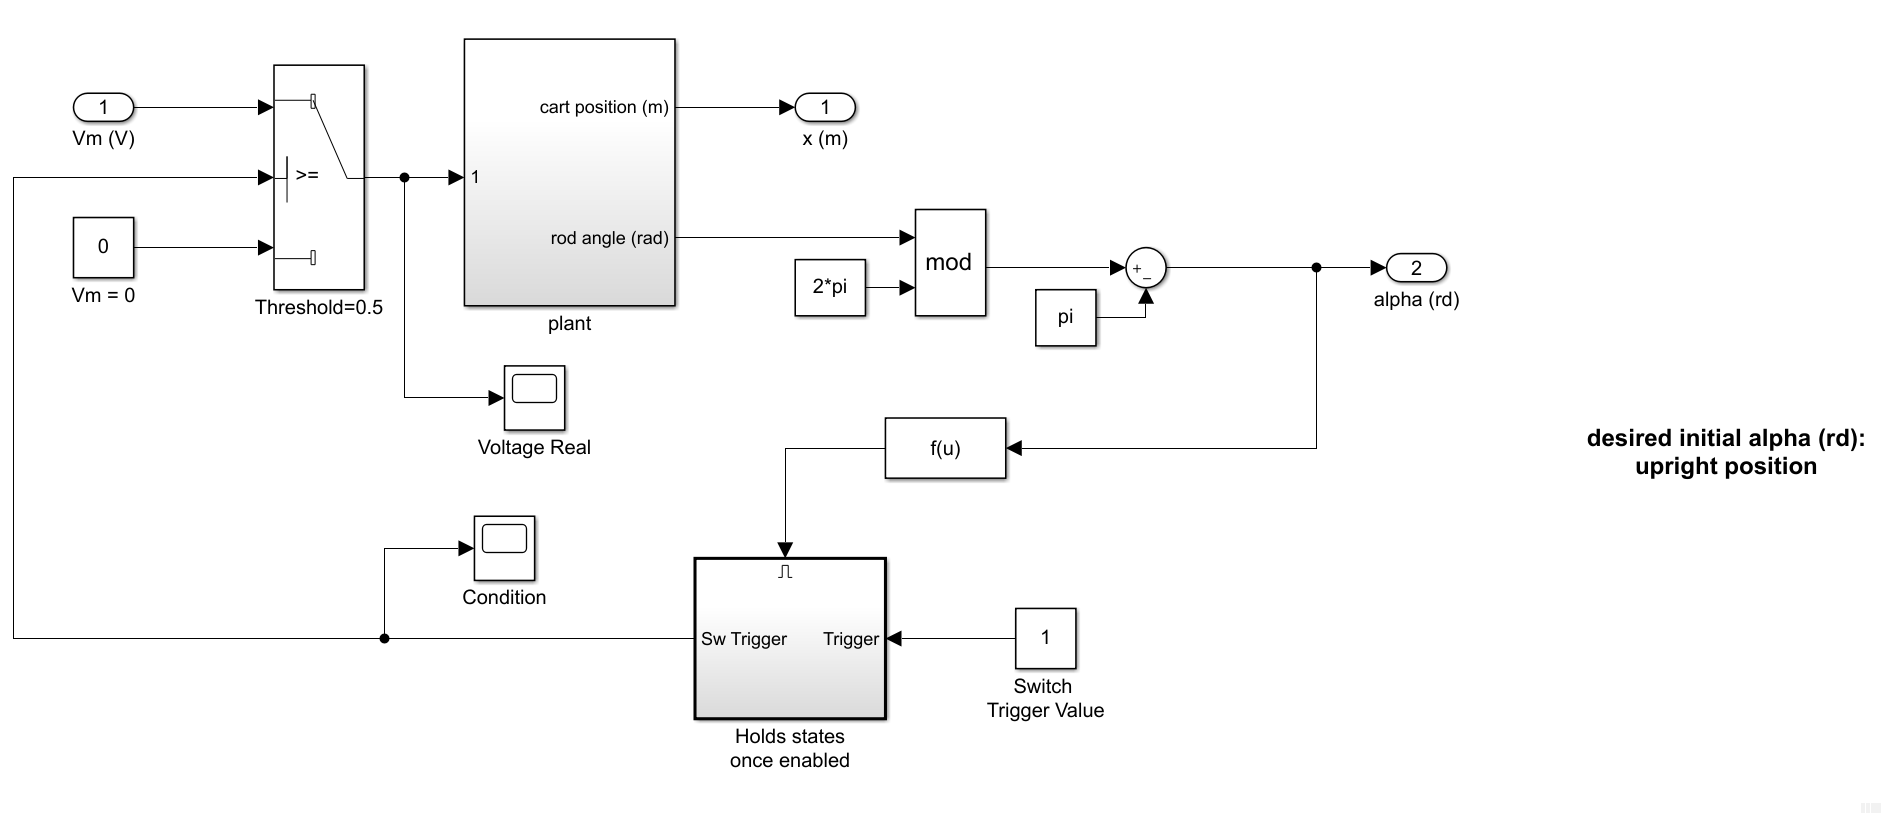 1
Vm (V)
0
Vm = 0
>=
Threshold=0.5
1
cart position (m)
rod angle (rad)
plant
1
x (m)
2*pi
mod
pi
+
−
2
alpha (rd)
Voltage Real
f(u)
desired initial alpha (rd):
upright position
Condition
Sw Trigger
Trigger
Holds states
once enabled
1
Switch
Trigger Value